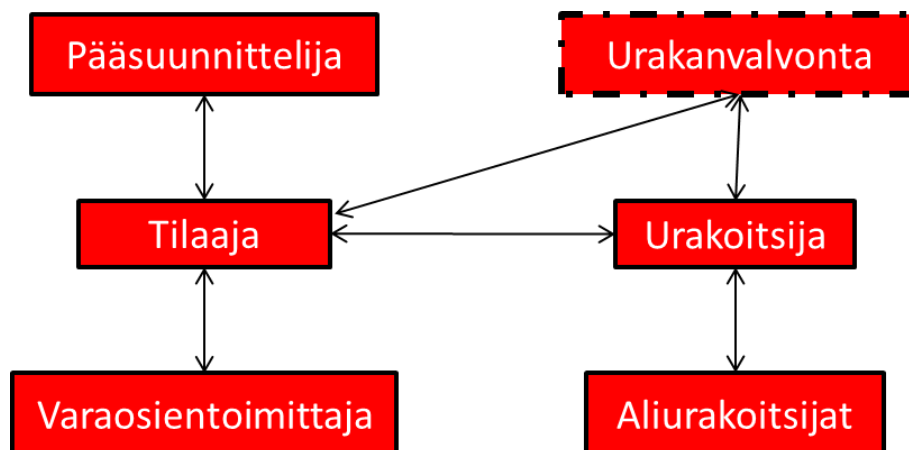 Pääsuunnittelija
Urakanvalvonta
Tilaaja
Urakoitsija
Varaosientoimittaja
Aliurakoitsijat